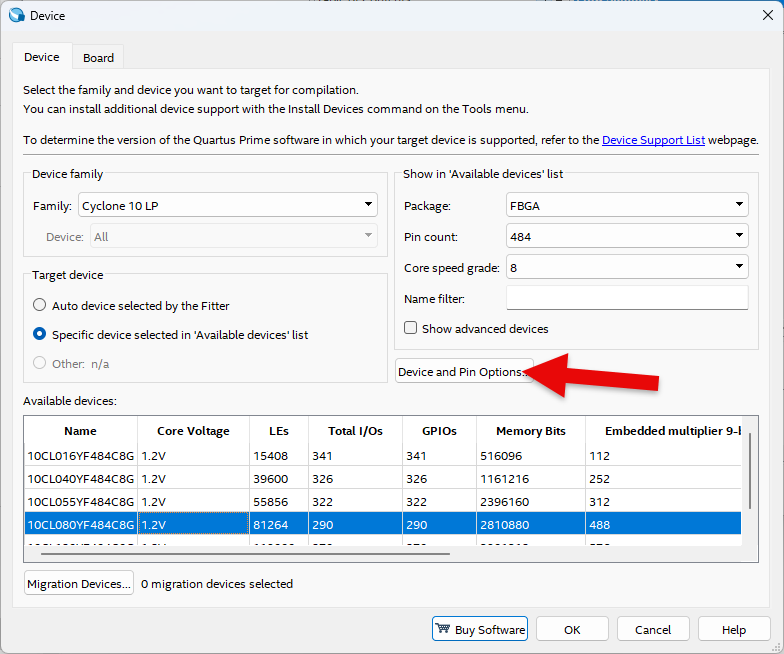 Device
Device
Board
Select the family and device you want to target for compilation.
You can install additional device support with the Install Devices command on the Tools menu.
To determine the version of the Quartus Prime software in which your target device is supported, refer to the Device Support List webpage.
Device family
Family: Cyclone 10 LP
Device: All
Target device
Auto device selected by the Fitter
Specific device selected in 'Available devices' list
Other: n/a
Show in 'Available devices' list
Package: FBGA
Pin count: 484
Core speed grade: 8
Name filter:
Show advanced devices
Device and Pin Options...
Available devices:
Name Core Voltage LEs Total I/Os GPIOs Memory Bits Embedded multiplier 9-
10CL016YF484C8G 1.2V 15408 341 341 516096 112
10CL040YF484C8G 1.2V 39600 326 326 1161216 252
10CL055YF484C8G 1.2V 55856 322 322 2396160 312
10CL080YF484C8G 1.2V 81264 290 290 2810880 488
Migration Devices... 0 migration devices selected
Buy Software OK Cancel Help